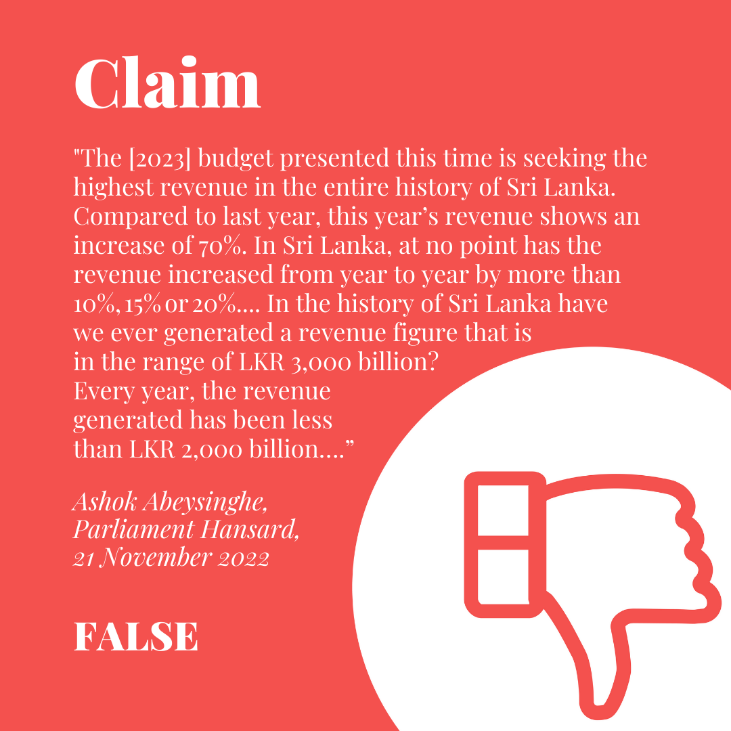 Claim
"The [2023] budget presented this time is seeking the
highest revenue in the entire history of Sri Lanka.
Compared to last year, this year’s revenue shows an
increase of 70%. In Sri Lanka, at no point has the
revenue increased from year to year by more than
10%, 15% or 20%.... In the history of Sri Lanka have
we ever generated a revenue figure that is
in the range of LKR 3,000 billion?
Every year, the revenue
generated has been less
than LKR 2,000 billion....”
Ashok Abeysinghe,
Parliament Hansard,
21 November 2022
FALSE